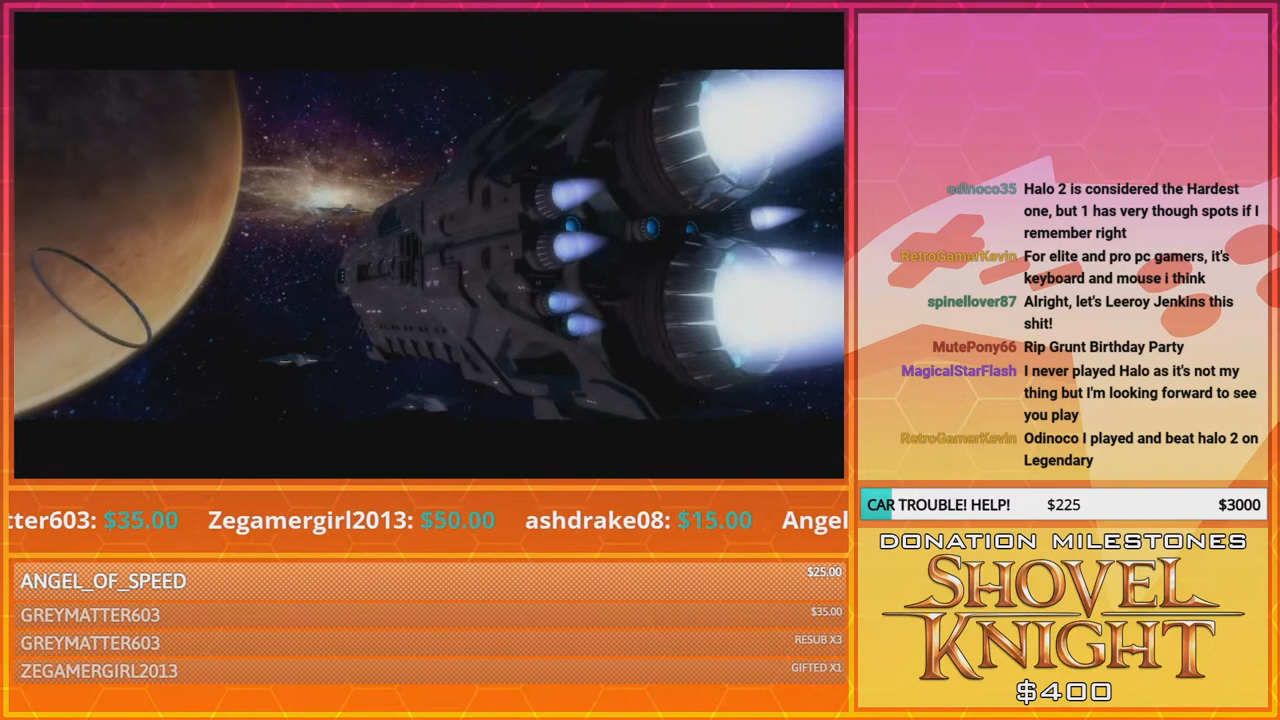 odinoco35 Halo 2 is considered the Hardest
one, but 1 has very though spots if I
remember right
RetroGamerKevin For elite and pro pc gamers, it's
keyboard and mouse i think
spinellover87 Alright, let's Leeroy Jenkins this
shit!
MutePony66 Rip Grunt Birthday Party
MagicalStarFlash I never played Halo as it's not my
thing but I'm looking forward to see
you play
RetroGamerKevin Odinoco I played and beat halo 2 on
Legendary
CAR TROUBLE! HELP! $225 $3000
tter603: $35.00 Zegamergirl2013: $50.00 ashdrake08: $15.00 Angel
ANGEL_OF_SPEED $25.00
GREYMATTER603 $35.00
GREYMATTER603 RESUB X3
ZEGAMERGIRL2013 GIFTED X1
DONATION MILESTONES
SHOVEL
KNIGHT
$400